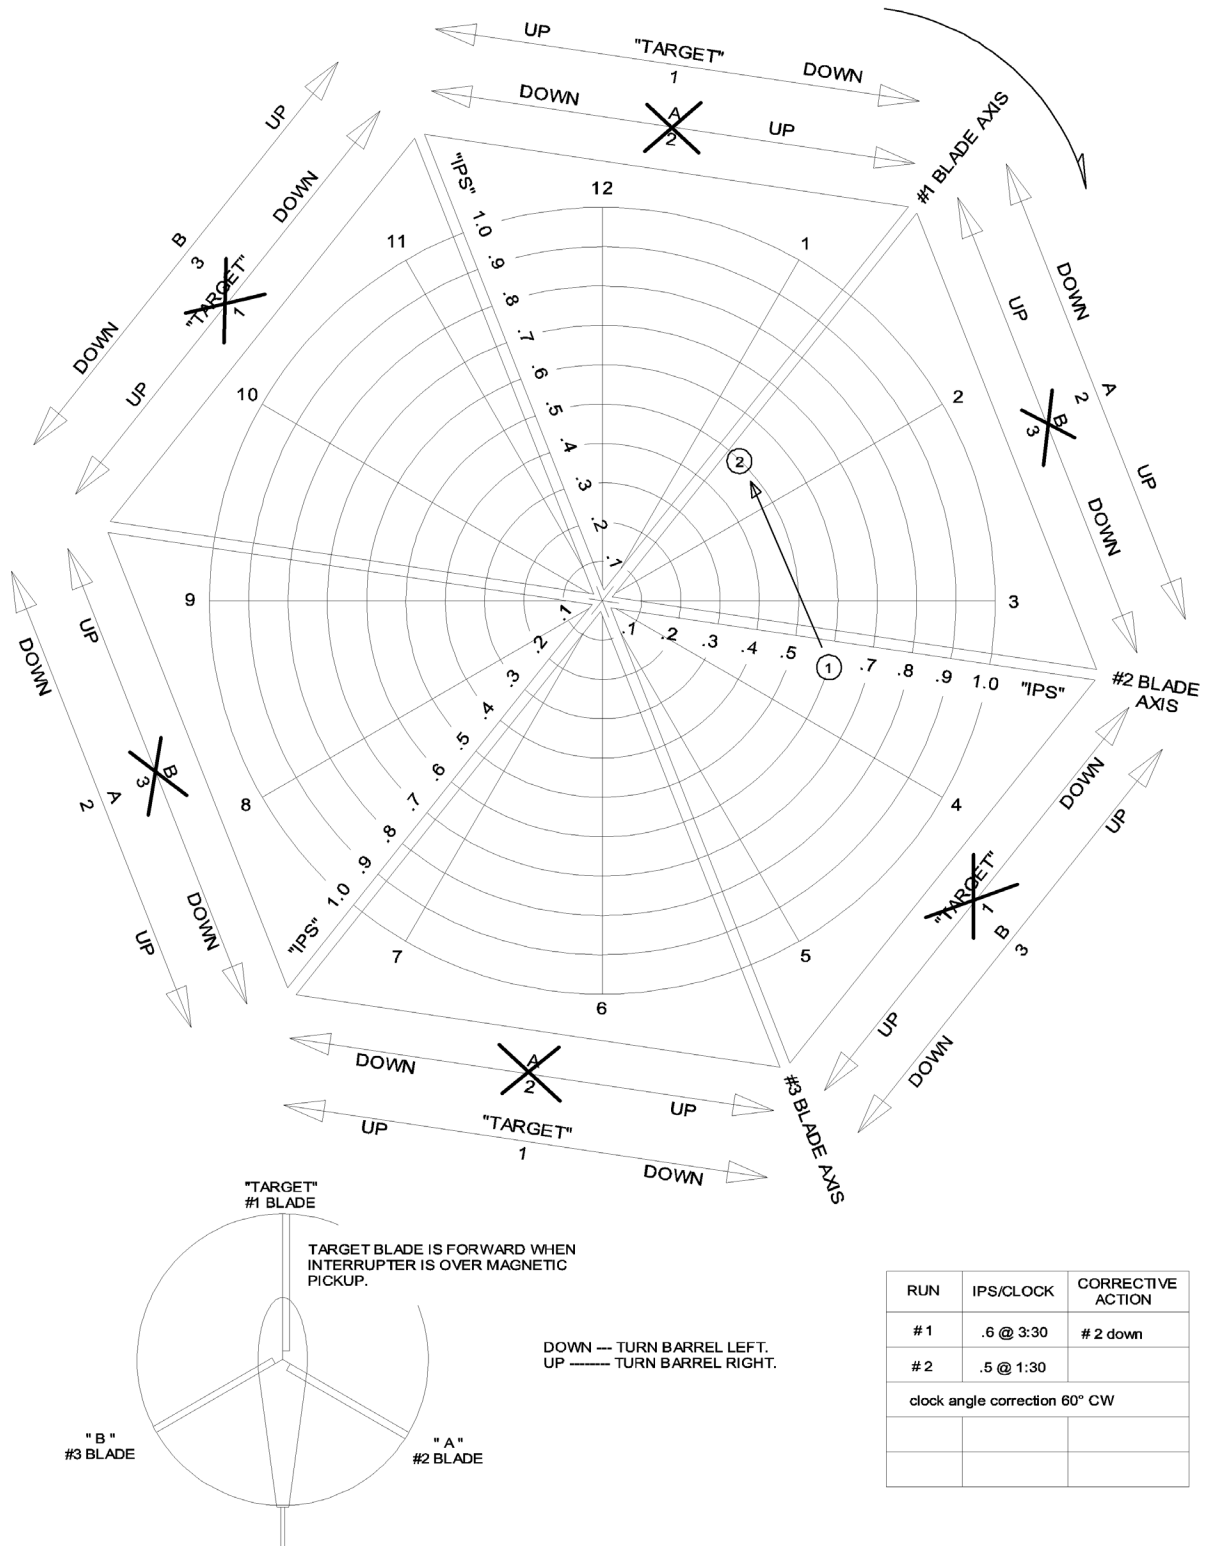 UP
"TARGET"
1
DOWN
DOWN
A
2
UP
#1 BLADE AXIS
UP
DOWN
B
3
"TARGET"
1
DOWN
UP
DOWN
A
2
UP
UP
B
3
DOWN
"IPS"
1.0
.9
.8
.7
.6
.5
.4
.3
.2
.1
12
1
2
3
4
5
6
7
8
9
10
11
2
1
.1
.2
.3
.4
.5
.7
.8
.9
1.0
"IPS"
#2 BLADE
AXIS
.1
.2
.3
.4
.5
.6
.7
.8
.9
1.0
"IPS"
UP
DOWN
B
3
A
2
DOWN
UP
DOWN
"TARGET"
1
UP
UP
B
3
DOWN
DOWN
A
2
UP
UP
"TARGET"
1
DOWN
#3 BLADE AXIS
"TARGET"
#1 BLADE
TARGET BLADE IS FORWARD WHEN
INTERRUPTER IS OVER MAGNETIC
PICKUP.
" B "
#3 BLADE
" A "
#2 BLADE
DOWN --- TURN BARREL LEFT.
UP -------- TURN BARREL RIGHT.
RUN IPS/CLOCK CORRECTIVE ACTION
# 1 .6 @ 3:30 # 2 down
# 2 .5 @ 1:30
clock angle correction 60° CW